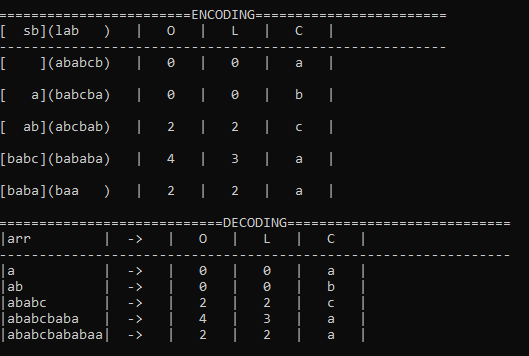 ========================ENCODING========================
[  sb](lab   )   |   O   |   L   |   C   |
--------------------------------------------------------
[    ](ababcb)   |   0   |   0   |   a   |
[   a](babcba)   |   0   |   0   |   b   |
[  ab](abcbab)   |   2   |   2   |   c   |
[babc](bababa)   |   4   |   3   |   a   |
[baba](baa   )   |   2   |   2   |   a   |
============================DECODING============================
|arr         |  ->  |   O   |   L   |   C   |
----------------------------------------------------------------
|a           |  ->  |   0   |   0   |   a   |
|ab          |  ->  |   0   |   0   |   b   |
|ababc       |  ->  |   2   |   2   |   c   |
|ababcbaba   |  ->  |   4   |   3   |   a   |
|ababcbababaa|  ->  |   2   |   2   |   a   |